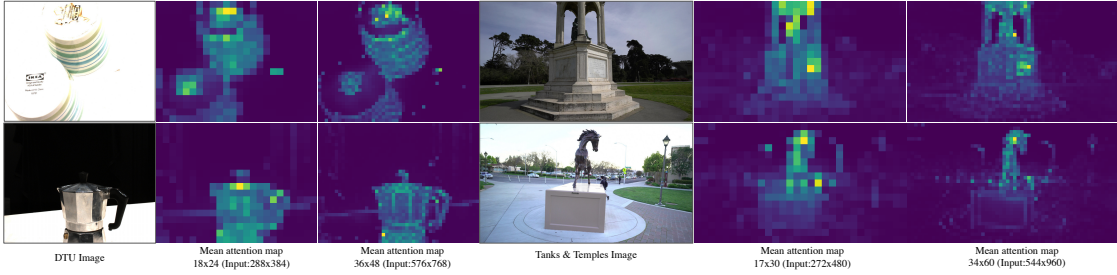 IKEA
DTU Image
Mean attention map
18x24 (Input:288x384)
Mean attention map
36x48 (Input:576x768)
Tanks & Temples Image
Mean attention map
17x30 (Input:272x480)
Mean attention map
34x60 (Input:544x960)